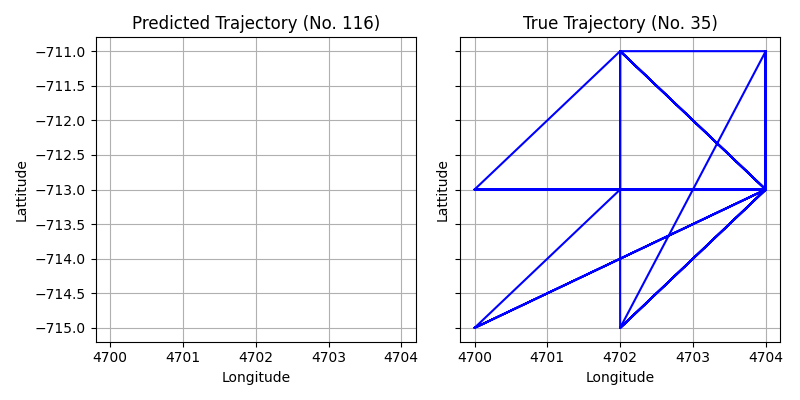 Predicted Trajectory (No. 116)
True Trajectory (No. 35)
−711.0
−711.5
−712.0
−712.5
−713.0
−713.5
−714.0
−714.5
−715.0
Lattitude
Lattitude
4700 4701 4702 4703 4704
4700 4701 4702 4703 4704
Longitude
Longitude